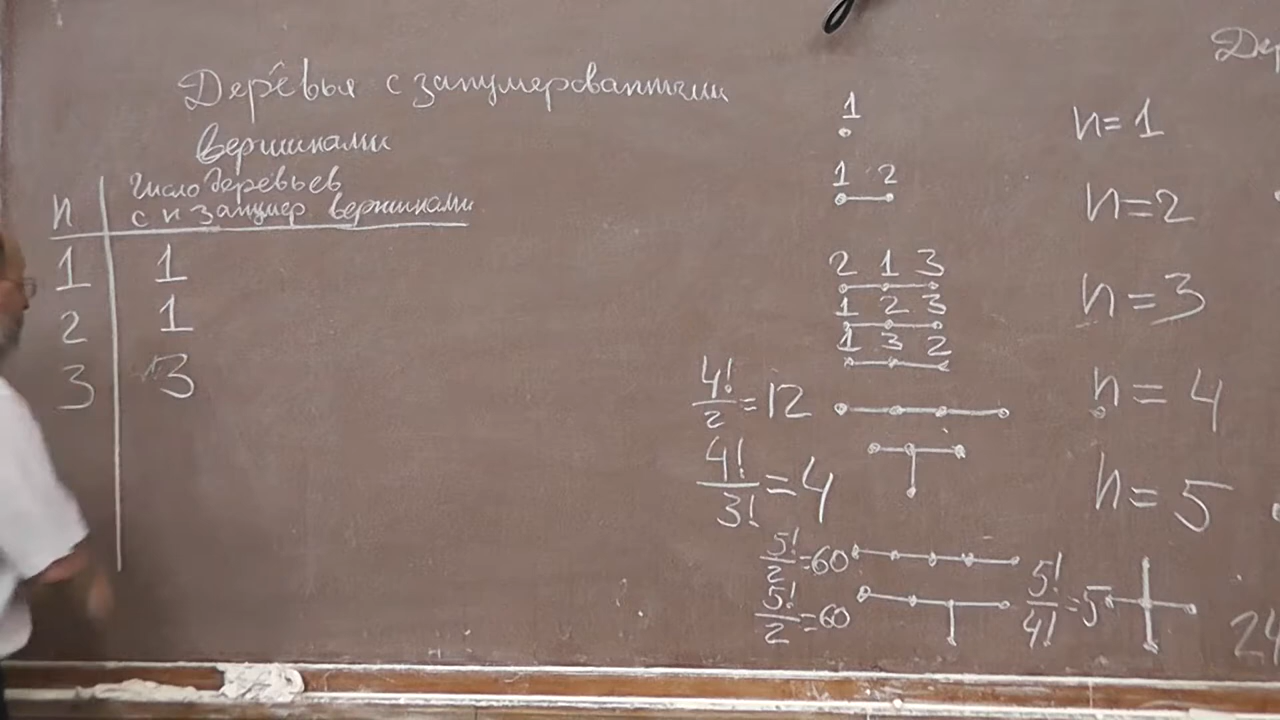 Деревья с занумерованными
вершинами
n Число деревьев
с n занумер вершинами
1 1
2 1
3 3
1
n=1
1 2
n=2
2 1 3
1 2 3
1 3 2
n=3
4!/2=12
n=4
4!/3!=4
n=5
5!/2=60
5!/2=60
5!/4!=5
Дер
24